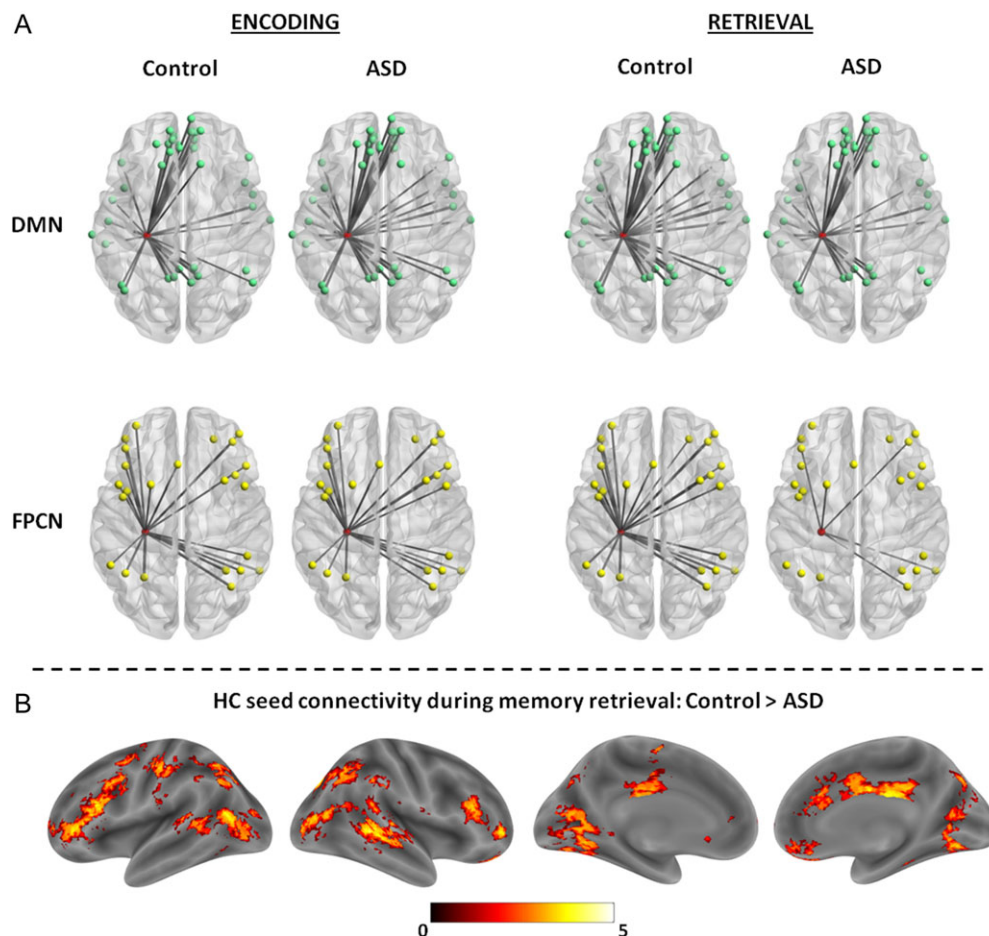 A
ENCODING RETRIEVAL
Control ASD Control ASD
DMN
FPCN
B
HC seed connectivity during memory retrieval: Control > ASD
0 5